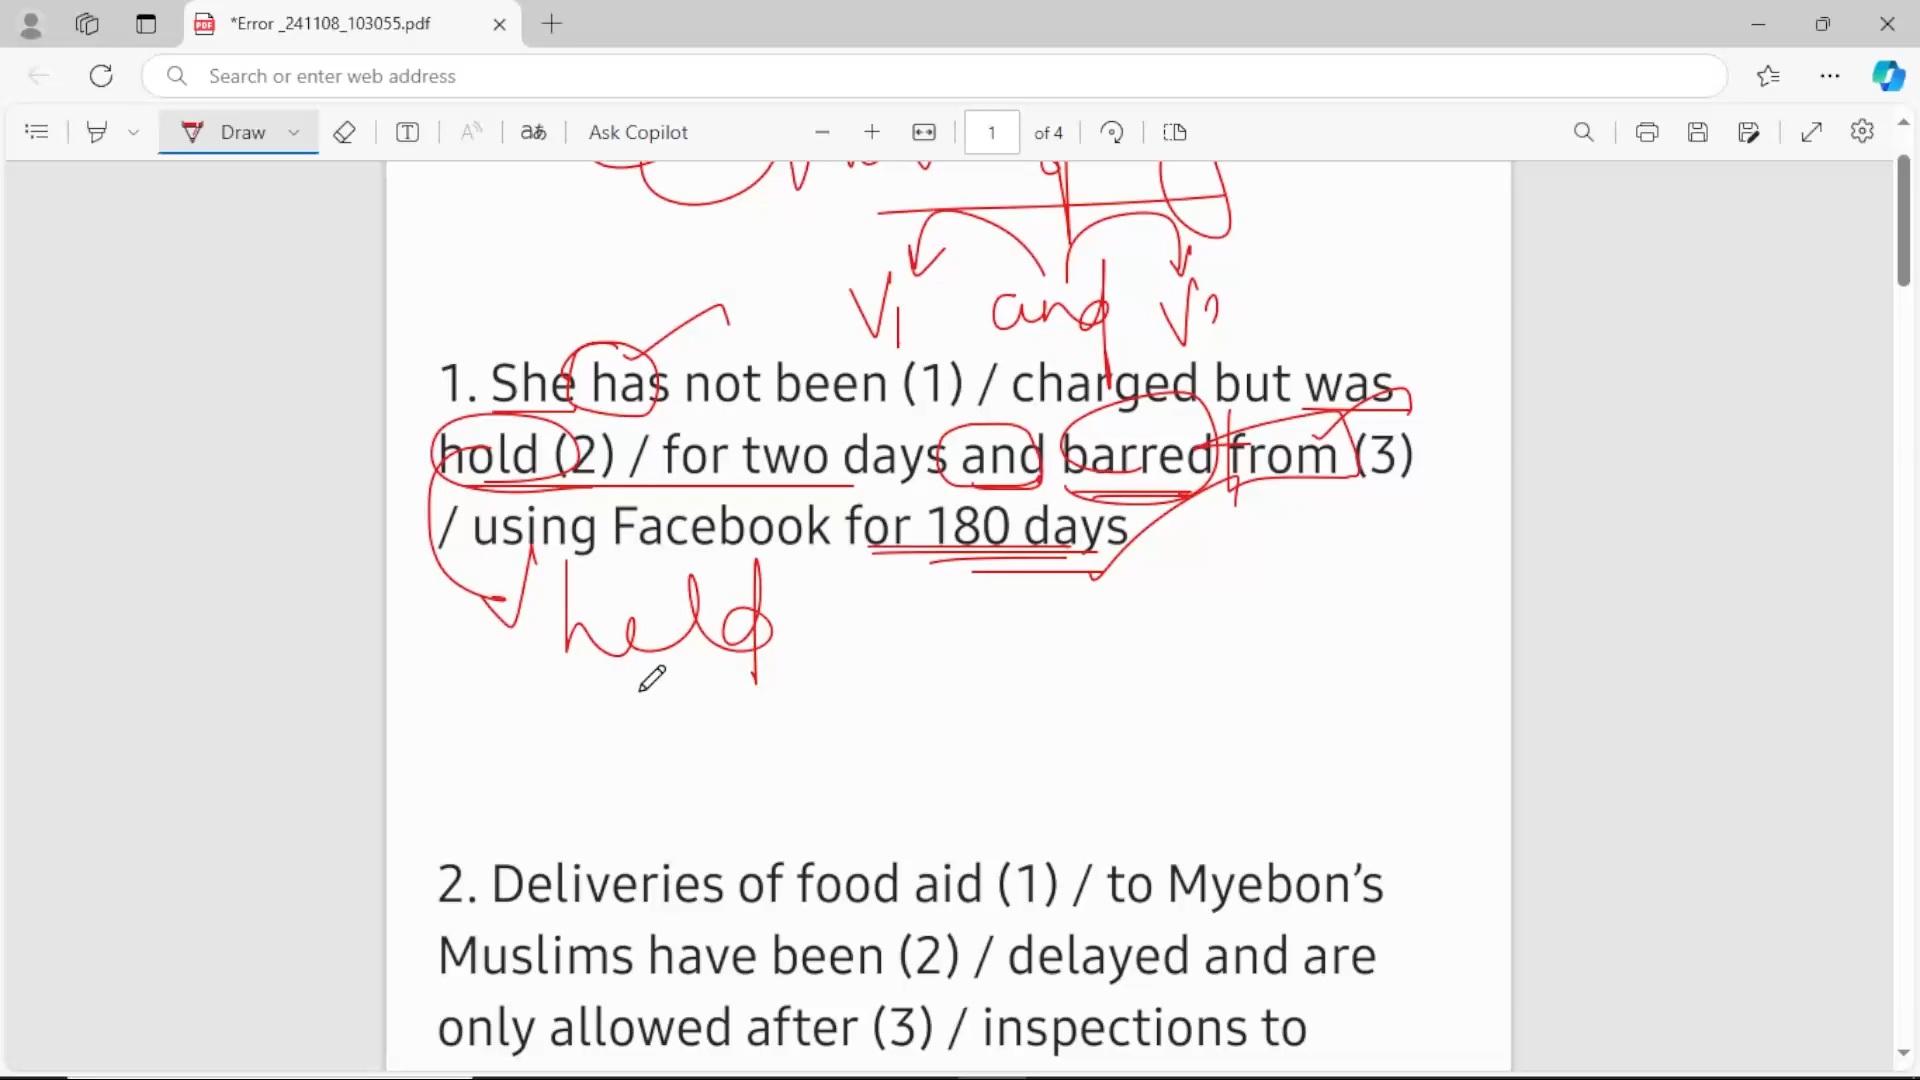 *Error _241108_103055.pdf
Search or enter web address
Draw
Ask Copilot
1
of 4
V1 and
1. She has not been (1) / charged but was
hold (2) / for two days and barred from (3)
/ using Facebook for 180 days
held
2. Deliveries of food aid (1) / to Myebon’s
Muslims have been (2) / delayed and are
only allowed after (3) / inspections to